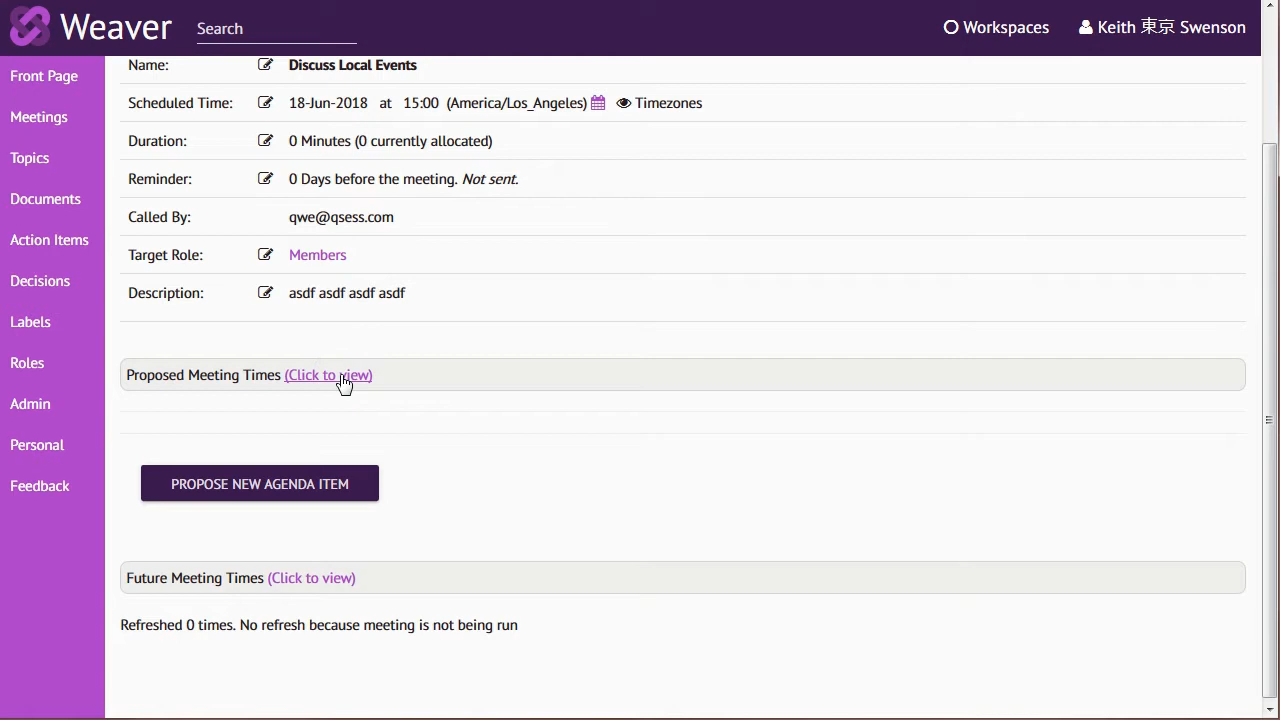 Weaver
Search
Workspaces
Keith 東京 Swenson
Front Page
Meetings
Topics
Documents
Action Items
Decisions
Labels
Roles
Admin
Personal
Feedback
Name: Discuss Local Events
Scheduled Time: 18-Jun-2018 at 15:00 (America/Los_Angeles) Timezones
Duration: 0 Minutes (0 currently allocated)
Reminder: 0 Days before the meeting. Not sent.
Called By: qwe@qsess.com
Target Role: Members
Description: asdf asdf asdf asdf
Proposed Meeting Times (Click to view)
PROPOSE NEW AGENDA ITEM
Future Meeting Times (Click to view)
Refreshed 0 times. No refresh because meeting is not being run